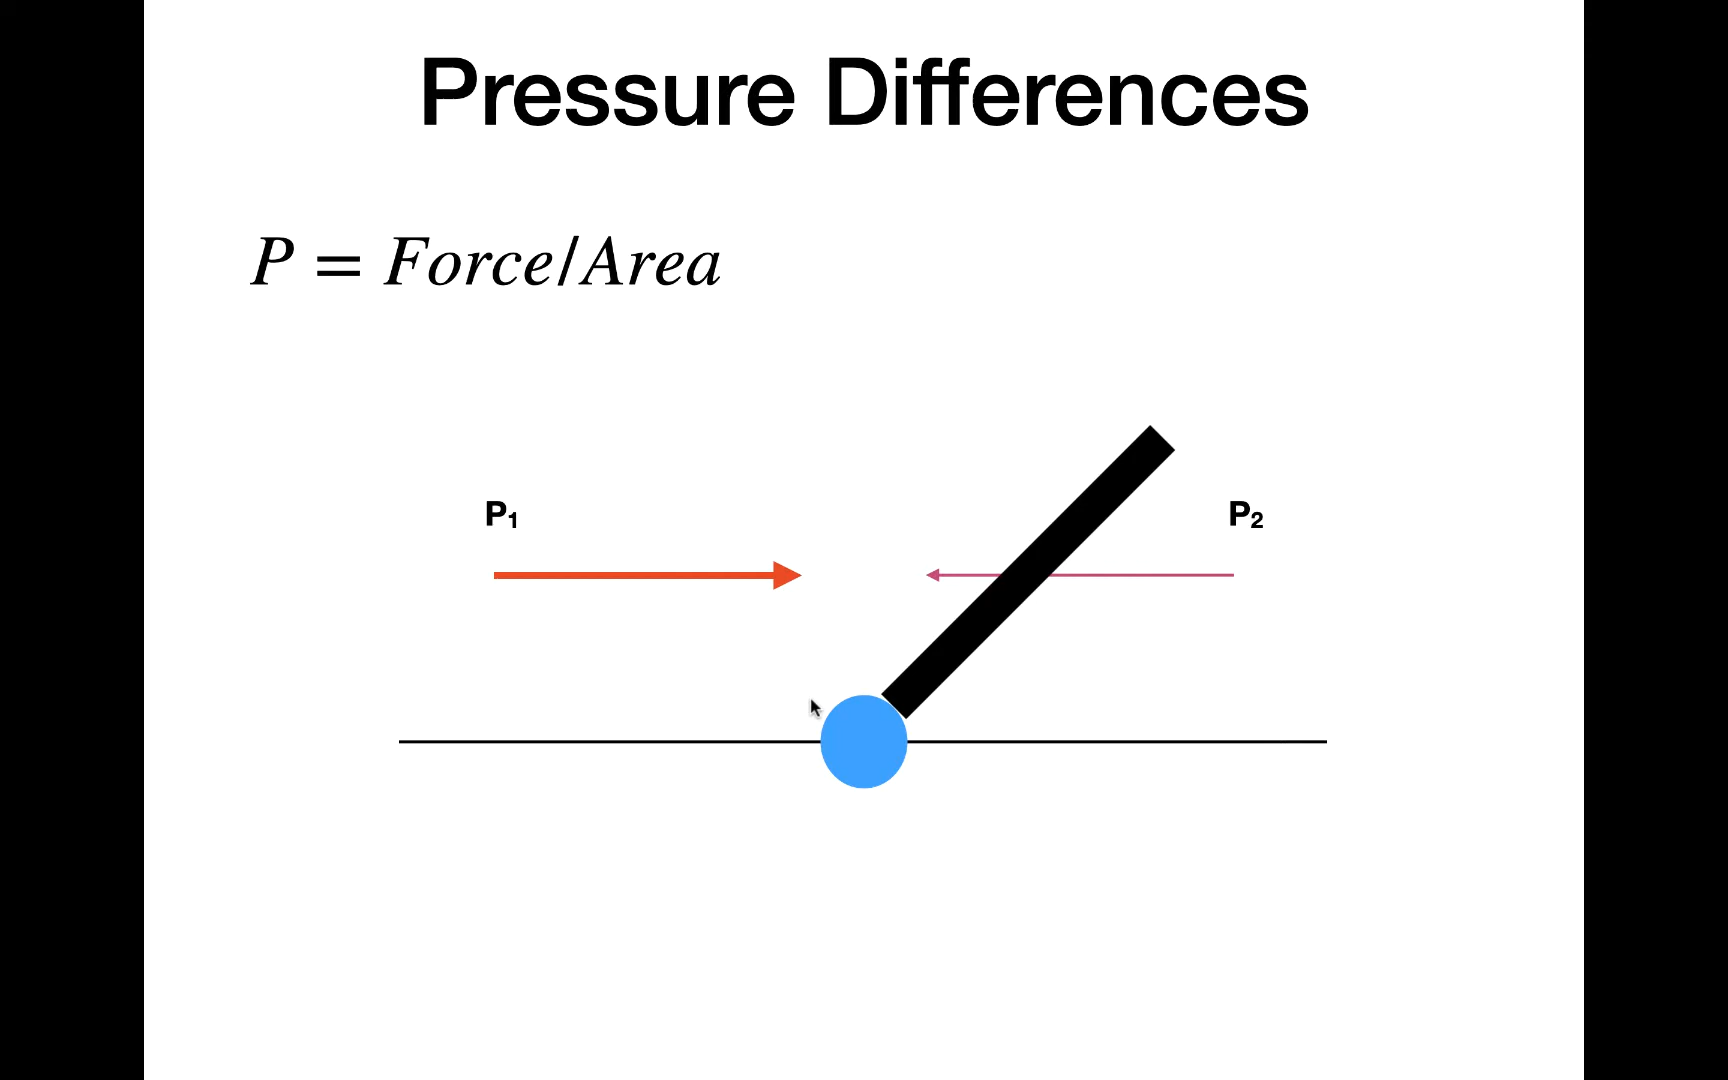 Pressure Differences
P = Force/Area
P₁
P₂